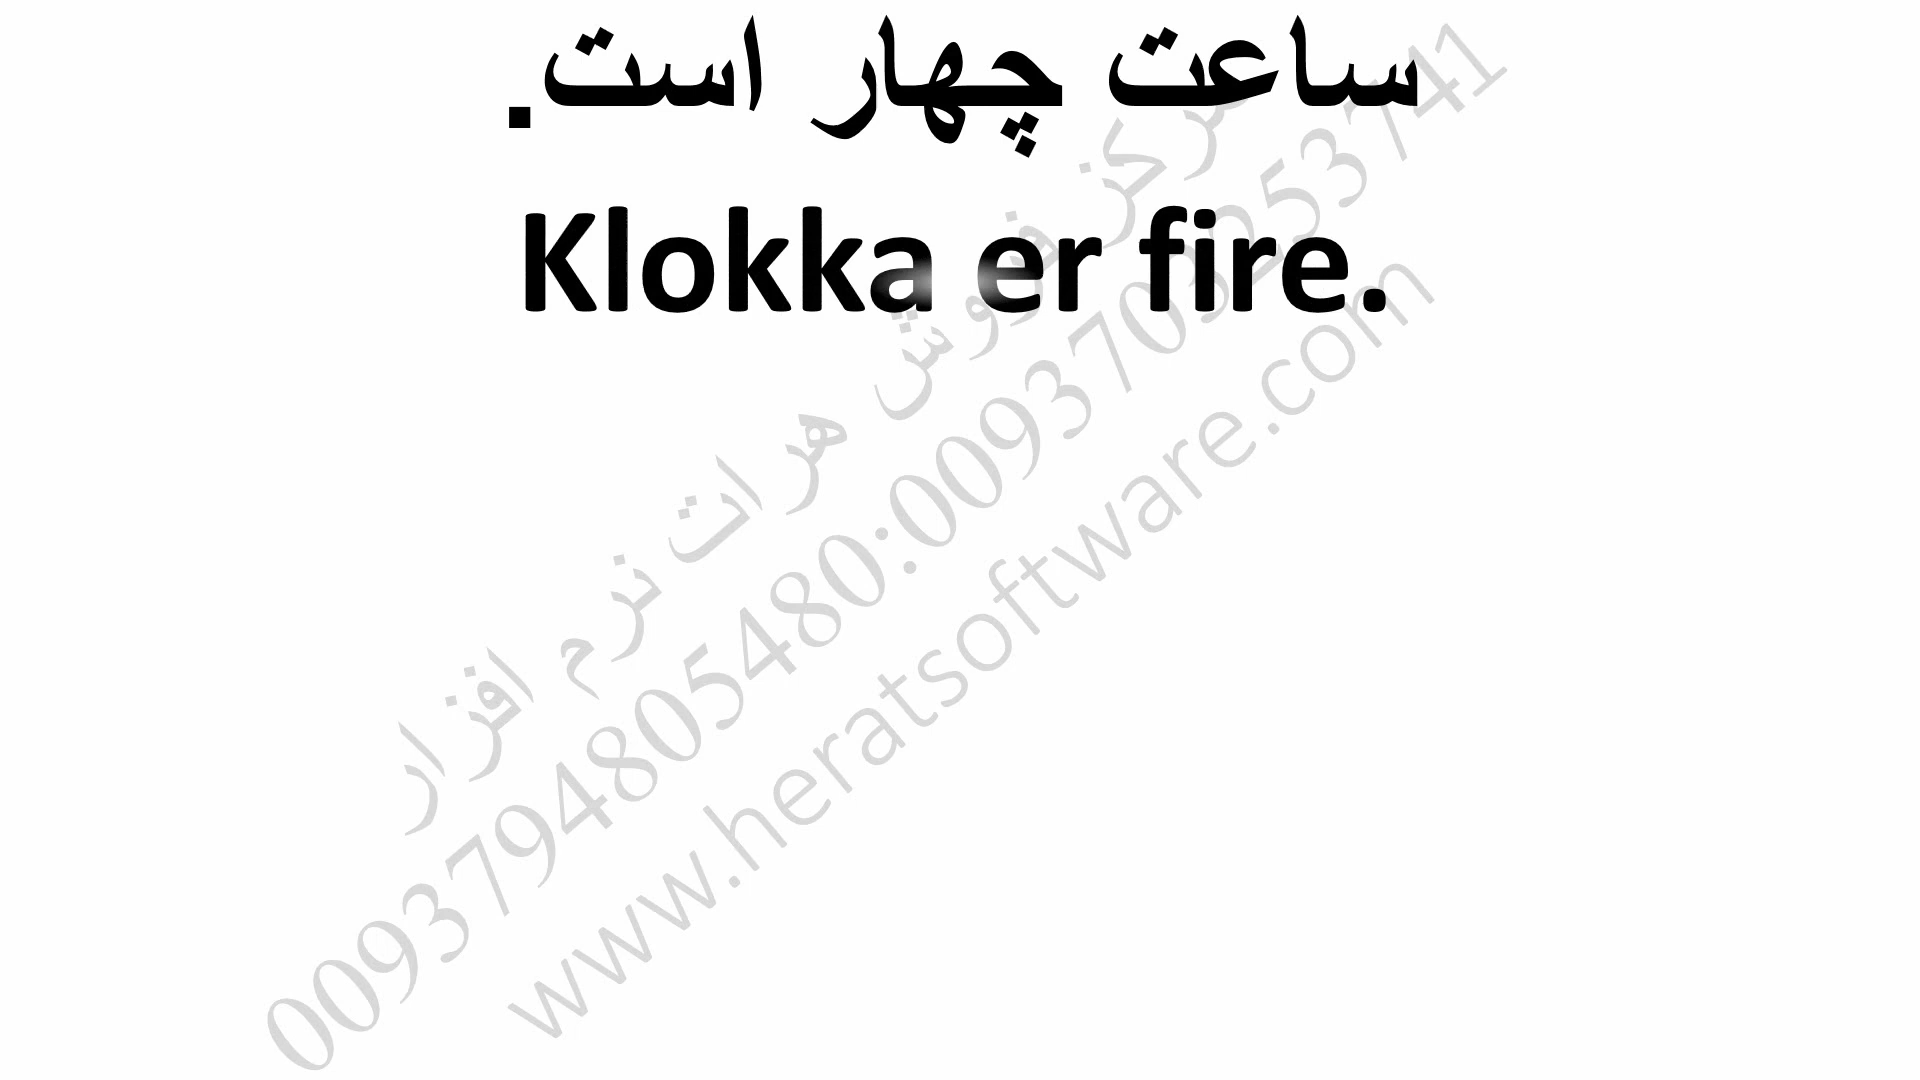 ساعت چهار است.
Klokka er fire.
مرکز فروش هرات نرم افزار
0093794805480:0093703253741
www.heratsoftware.com